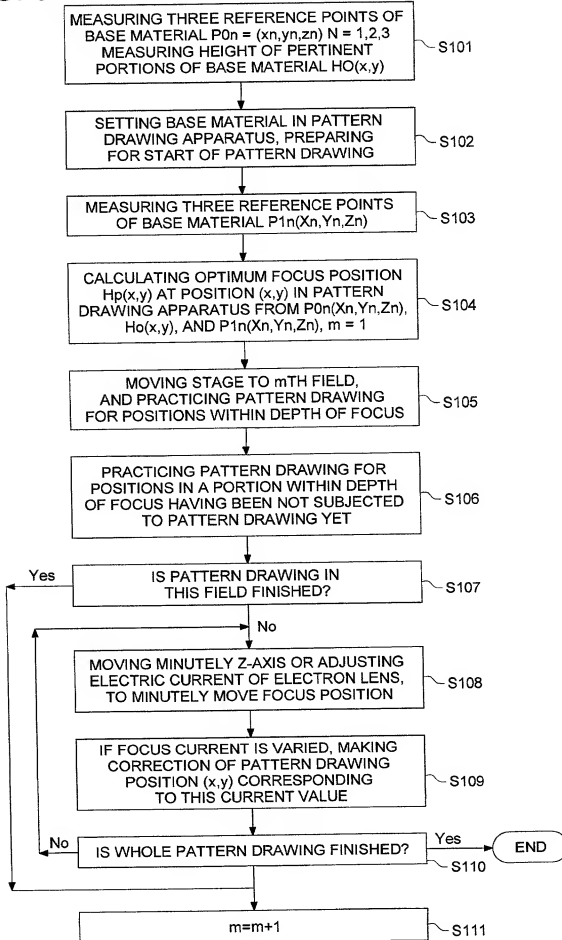 MEASURING THREE REFERENCE POINTS OF
BASE MATERIAL P0n = (xn,yn,zn) N = 1,2,3
MEASURING HEIGHT OF PERTINENT
PORTIONS OF BASE MATERIAL HO(x,y)
S101
SETTING BASE MATERIAL IN PATTERN
DRAWING APPARATUS, PREPARING
FOR START OF PATTERN DRAWING
S102
MEASURING THREE REFERENCE POINTS
OF BASE MATERIAL P1n(Xn,Yn,Zn)
S103
CALCULATING OPTIMUM FOCUS POSITION
Hp(x,y) AT POSITION (x,y) IN PATTERN
DRAWING APPARATUS FROM P0n(Xn,Yn,Zn),
Ho(x,y), AND P1n(Xn,Yn,Zn), m = 1
S104
MOVING STAGE TO mTH FIELD,
AND PRACTICING PATTERN DRAWING
FOR POSITIONS WITHIN DEPTH OF FOCUS
S105
PRACTICING PATTERN DRAWING FOR
POSITIONS IN A PORTION WITHIN DEPTH
OF FOCUS HAVING BEEN NOT SUBJECTED
TO PATTERN DRAWING YET
S106
Yes
IS PATTERN DRAWING IN
THIS FIELD FINISHED?
S107
No
MOVING MINUTELY Z-AXIS OR ADJUSTING
ELECTRIC CURRENT OF ELECTRON LENS,
TO MINUTELY MOVE FOCUS POSITION
S108
IF FOCUS CURRENT IS VARIED, MAKING
CORRECTION OF PATTERN DRAWING
POSITION (x,y) CORRESPONDING
TO THIS CURRENT VALUE
S109
No
IS WHOLE PATTERN DRAWING FINISHED?
Yes
END
S110
m=m+1
S111